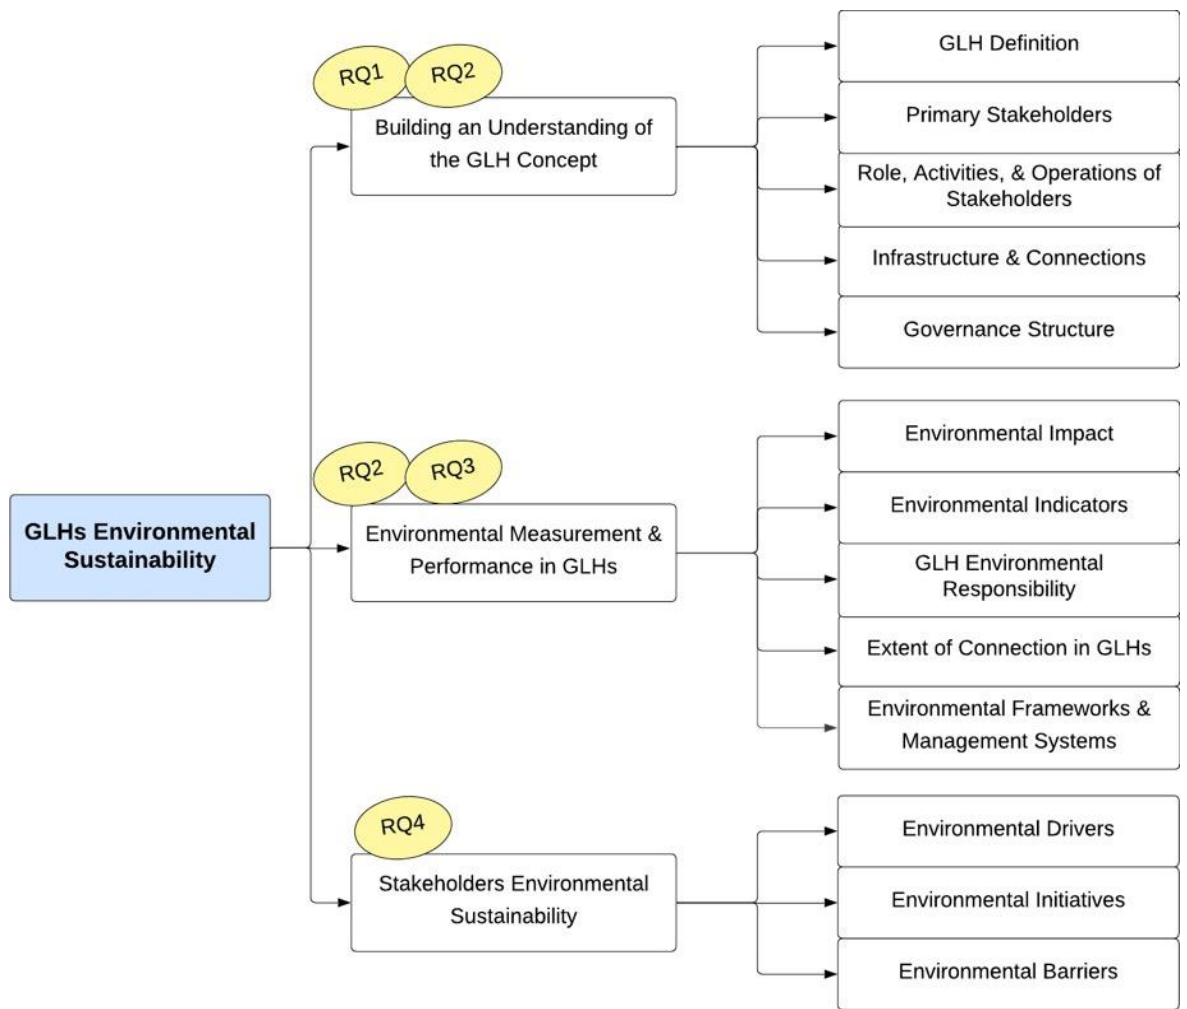 GLHs Environmental
Sustainability
RQ1
RQ2
Building an Understanding of
the GLH Concept
GLH Definition
Primary Stakeholders
Role, Activities, & Operations of
Stakeholders
Infrastructure & Connections
Governance Structure
RQ2
RQ3
Environmental Measurement &
Performance in GLHs
Environmental Impact
Environmental Indicators
GLH Environmental
Responsibility
Extent of Connection in GLHs
Environmental Frameworks &
Management Systems
RQ4
Stakeholders Environmental
Sustainability
Environmental Drivers
Environmental Initiatives
Environmental Barriers